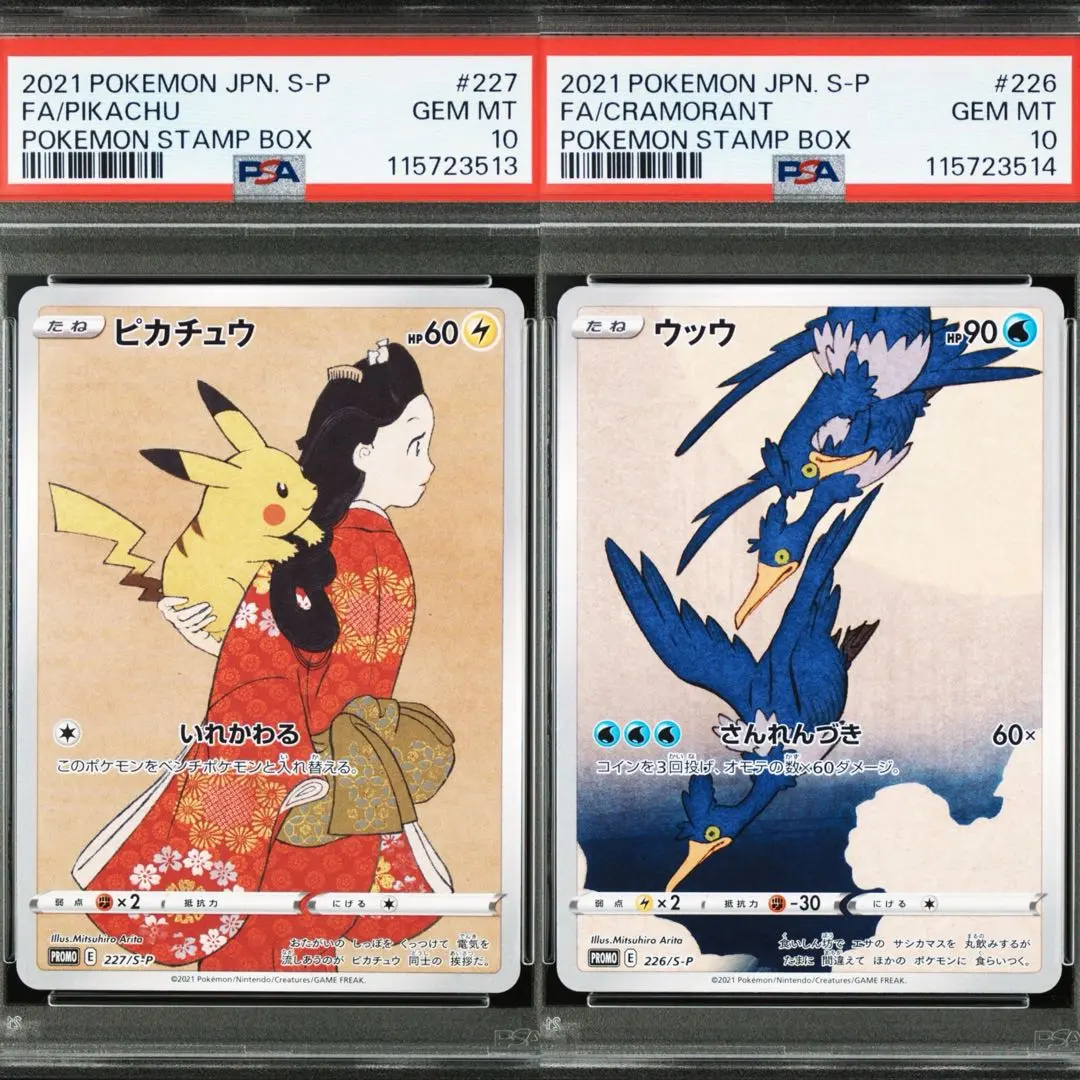 2021 POKEMON JPN. S-P #227
FA/PIKACHU GEM MT
POKEMON STAMP BOX 10
PSA 115723513
たね ピカチュウ HP60
いれかわる
このポケモンをベンチポケモンと入れ替える。
弱点 ×2 抵抗力 にげる
Illus.Mitsuhiro Arita
PROMO E 227/S-P
おたがいの しっぽを くっつけて 電気を
流しあうのが ピカチュウ 同士の 挨拶だ。
©2021 Pokémon/Nintendo/Creatures/GAME FREAK.
2021 POKEMON JPN. S-P #226
FA/CRAMORANT GEM MT
POKEMON STAMP BOX 10
PSA 115723514
たね ウッウ HP90
さんれんづき 60×
コインを3回投げ、オモテの数×60ダメージ。
弱点 ×2 抵抗力 -30 にげる
Illus.Mitsuhiro Arita
PROMO E 226/S-P
食いしん坊で エサの サシカマスを 丸飲みするが
たまに 間違えて ほかの ポケモンに 食らいつく。
©2021 Pokémon/Nintendo/Creatures/GAME FREAK.
PSA
PSA